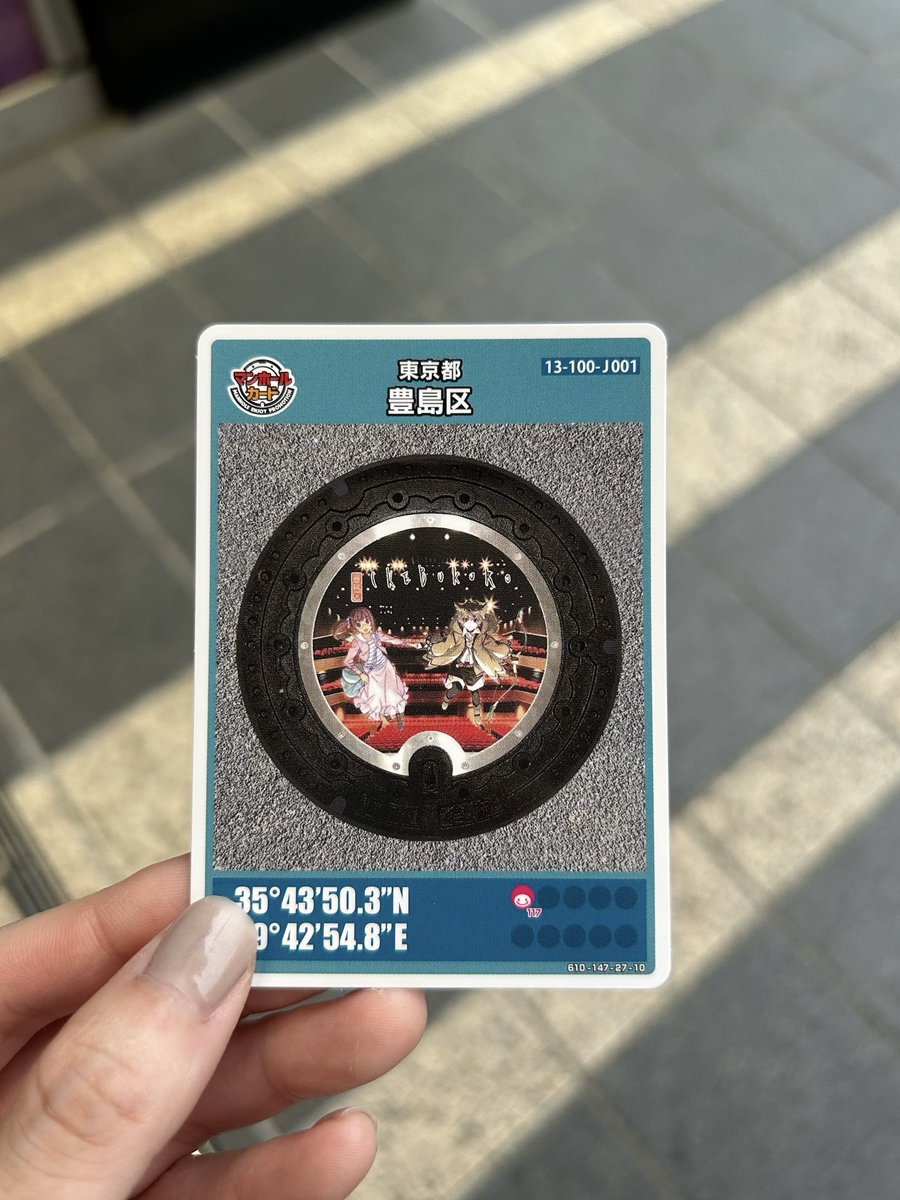 マンホール
カード
東京都
豊島区
13-100-J001
IKEBUKURO
35°43'50.3"N
9°42'54.8"E
117
610-147-27-10